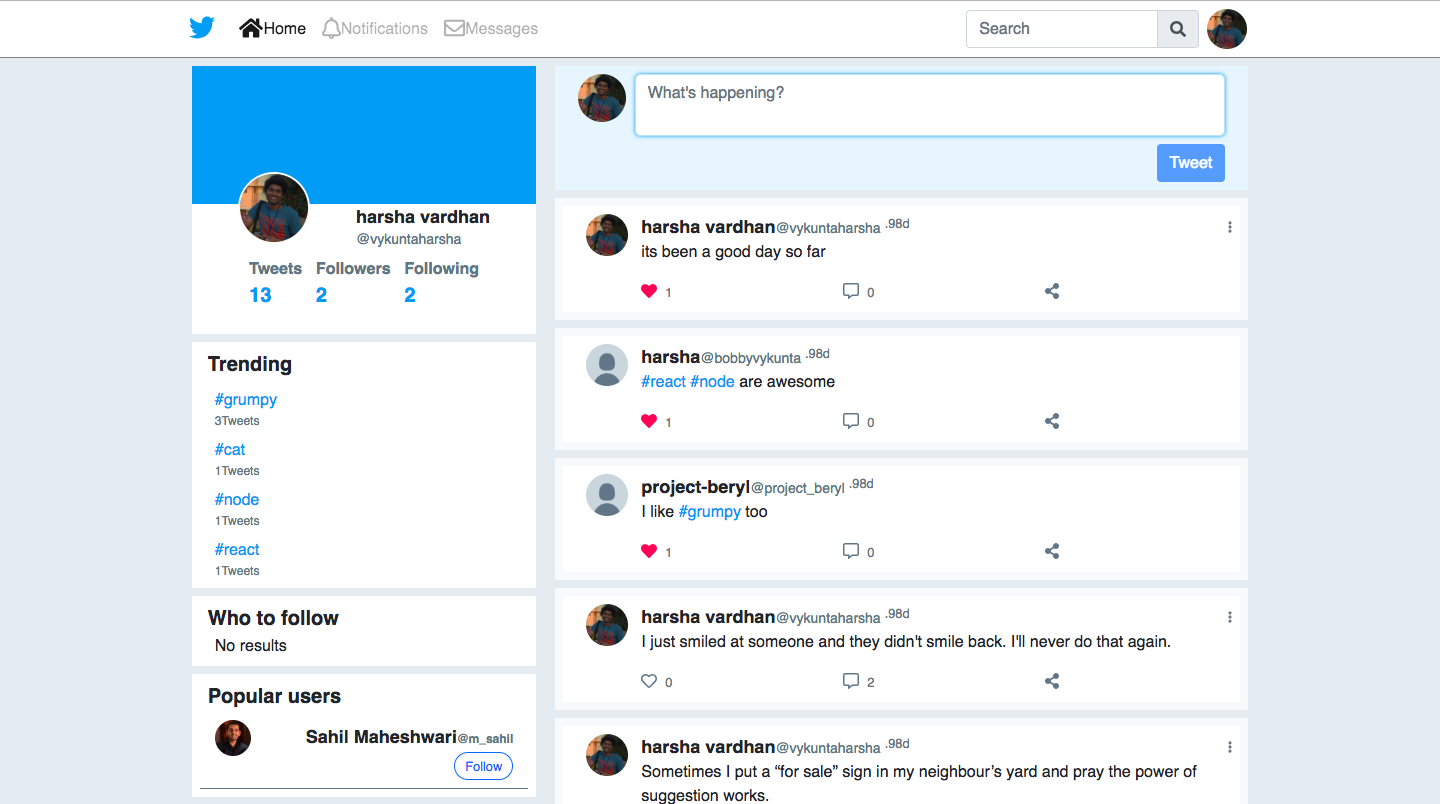 Home Notifications Messages Search
harsha vardhan
@vykuntaharsha
Tweets Followers Following
13 2 2
Trending
#grumpy
3Tweets
#cat
1Tweets
#node
1Tweets
#react
1Tweets
Who to follow
No results
Popular users
Sahil Maheshwari@m_sahil
Follow
What's happening?
Tweet
harsha vardhan@vykuntaharsha .98d
its been a good day so far
1 0
harsha@bobbyvykunta .98d
#react #node are awesome
1 0
project-beryl@project_beryl .98d
I like #grumpy too
1 0
harsha vardhan@vykuntaharsha .98d
I just smiled at someone and they didn't smile back. I'll never do that again.
0 2
harsha vardhan@vykuntaharsha .98d
Sometimes I put a “for sale” sign in my neighbour’s yard and pray the power of
suggestion works.